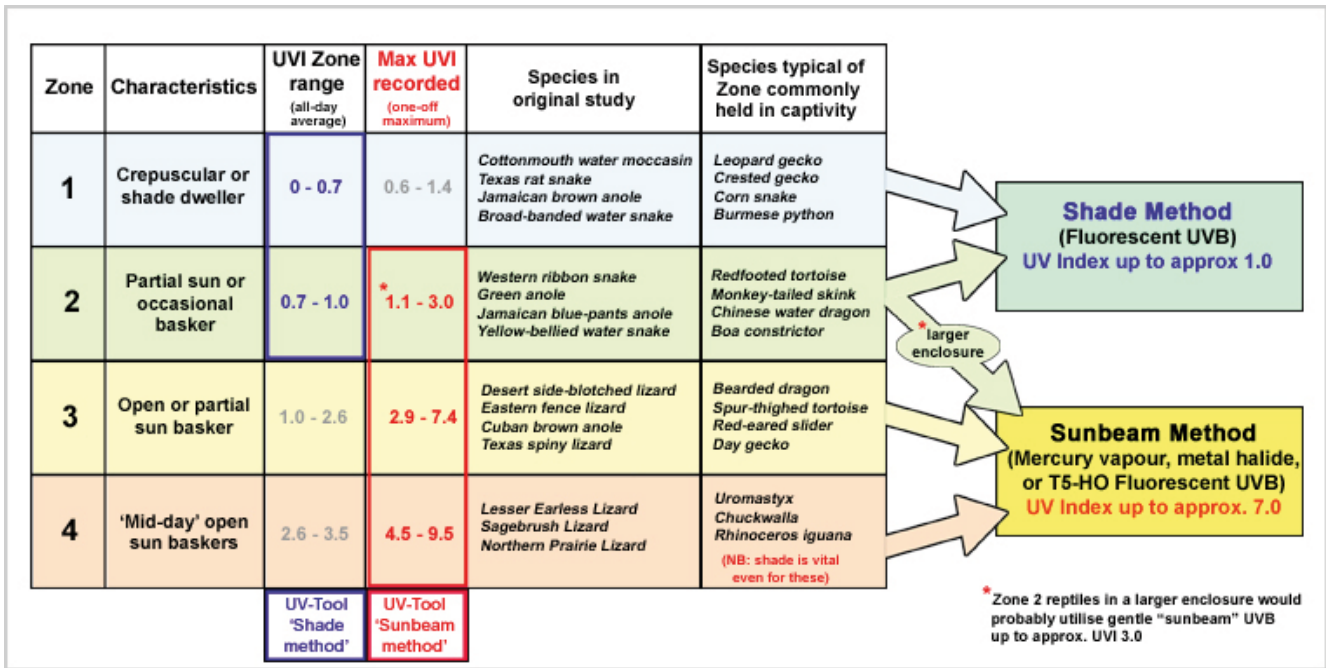 Zone
Characteristics
UVI Zone
range
(all-day
average)
Max UVI
recorded
(one-off
maximum)
Species in
original study
Species typical of
Zone commonly
held in captivity
1
Crepuscular or
shade dweller
0 - 0.7
0.6 - 1.4
Cottonmouth water moccasin
Texas rat snake
Jamaican brown anole
Broad-banded water snake
Leopard gecko
Crested gecko
Corn snake
Burmese python
2
Partial sun or
occasional
basker
0.7 - 1.0
*1.1 - 3.0
Western ribbon snake
Green anole
Jamaican blue-pants anole
Yellow-bellied water snake
Redfooted tortoise
Monkey-tailed skink
Chinese water dragon
Boa constrictor
3
Open or partial
sun basker
1.0 - 2.6
2.9 - 7.4
Desert side-blotched lizard
Eastern fence lizard
Cuban brown anole
Texas spiny lizard
Bearded dragon
Spur-thighed tortoise
Red-eared slider
Day gecko
4
‘Mid-day’ open
sun baskers
2.6 - 3.5
4.5 - 9.5
Lesser Earless Lizard
Sagebrush Lizard
Northern Prairie Lizard
Uromastyx
Chuckwalla
Rhinoceros iguana
(NB: shade is vital
even for these)
UV-Tool
‘Shade
method’
UV-Tool
‘Sunbeam
method’
Shade Method
(Fluorescent UVB)
UV Index up to approx 1.0
*larger
enclosure
Sunbeam Method
(Mercury vapour, metal halide,
or T5-HO Fluorescent UVB)
UV Index up to approx. 7.0
*Zone 2 reptiles in a larger enclosure would
probably utilise gentle “sunbeam” UVB
up to approx. UVI 3.0